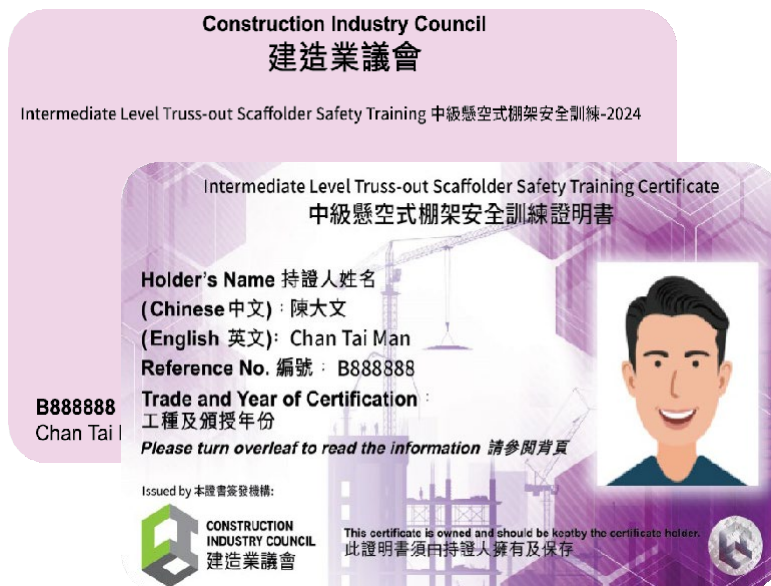 Construction Industry Council
建造業議會
Intermediate Level Truss-out Scaffolder Safety Training 中級懸空式棚架安全訓練-2024
B888888
Chan Tai
Intermediate Level Truss-out Scaffolder Safety Training Certificate
中級懸空式棚架安全訓練證明書
Holder's Name 持證人姓名
(Chinese 中文) : 陳大文
(English 英文): Chan Tai Man
Reference No. 編號 : B888888
Trade and Year of Certification :
工種及頒授年份
Please turn overleaf to read the information 請參閱背頁
Issued by 本證書簽發機構:
CONSTRUCTION
INDUSTRY COUNCIL
建造業議會
This certificate is owned and should be keptby the certificate holder.
此證明書須由持證人擁有及保存